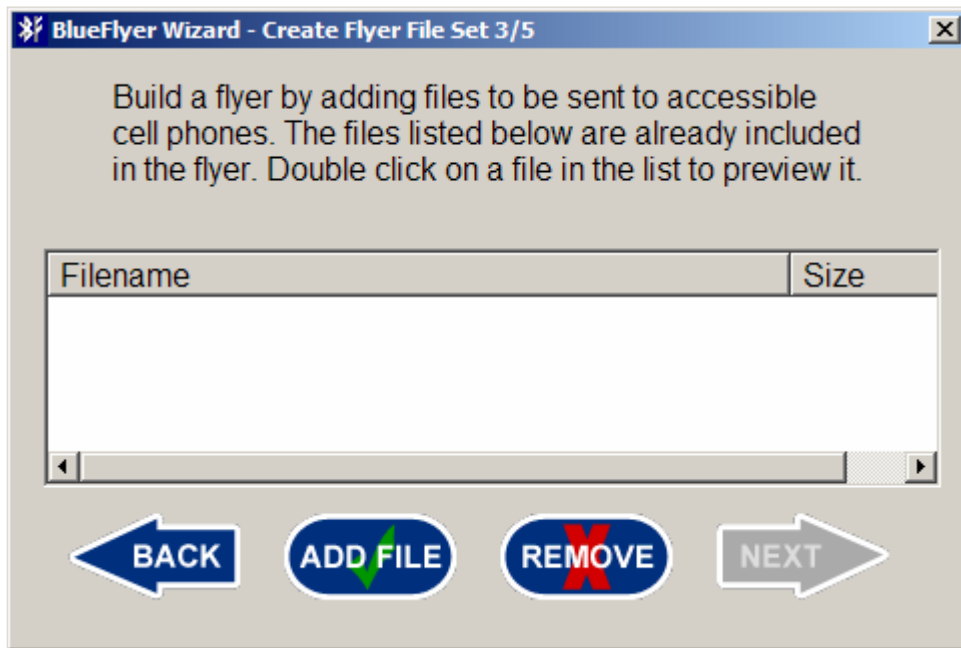 BlueFlyer Wizard - Create Flyer File Set 3/5
Build a flyer by adding files to be sent to accessible
cell phones. The files listed below are already included
in the flyer. Double click on a file in the list to preview it.
Filename Size
BACK ADD FILE REMOVE NEXT